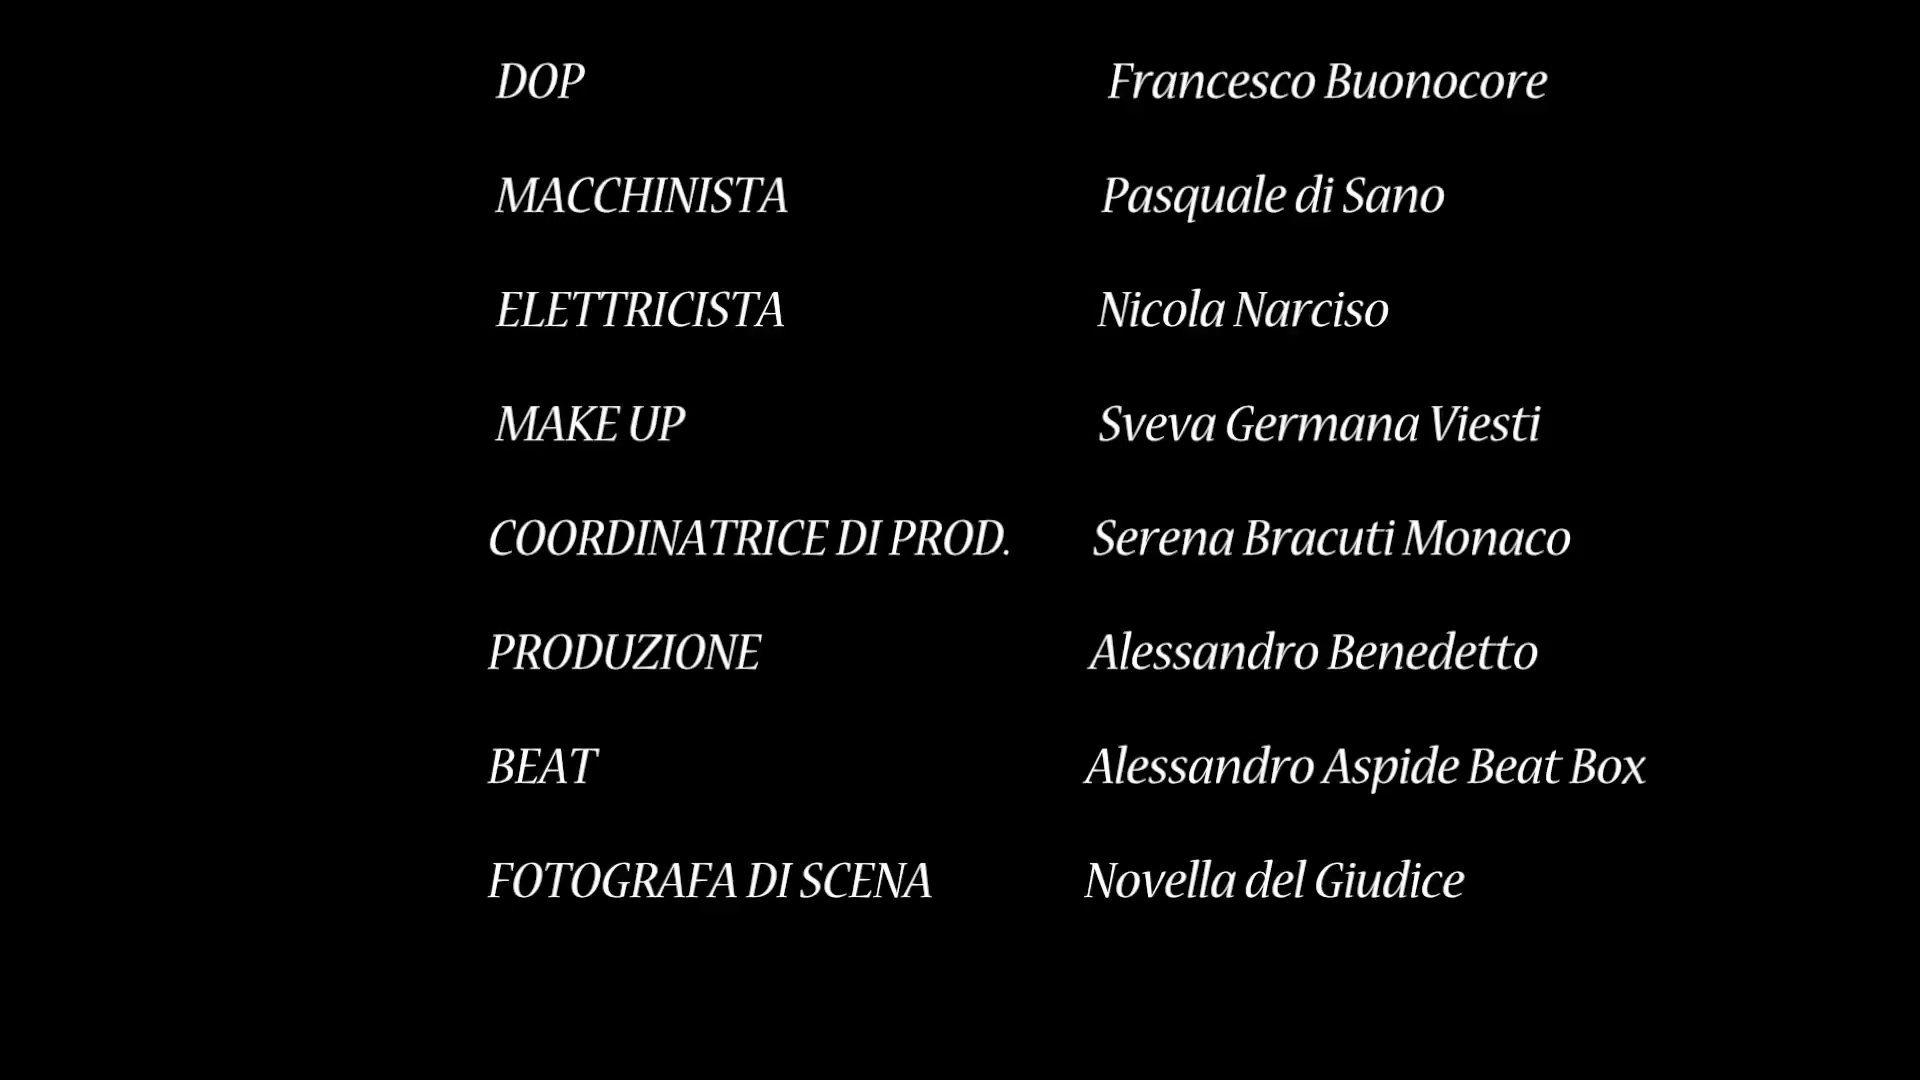 DOP Francesco Buonocore
MACCHINISTA Pasquale di Sano
ELETTRICISTA Nicola Narciso
MAKE UP Sveva Germana Viesti
COORDINATRICE DI PROD. Serena Bracuti Monaco
PRODUZIONE Alessandro Benedetto
BEAT Alessandro Aspide Beat Box
FOTOGRAFA DI SCENA Novella del Giudice